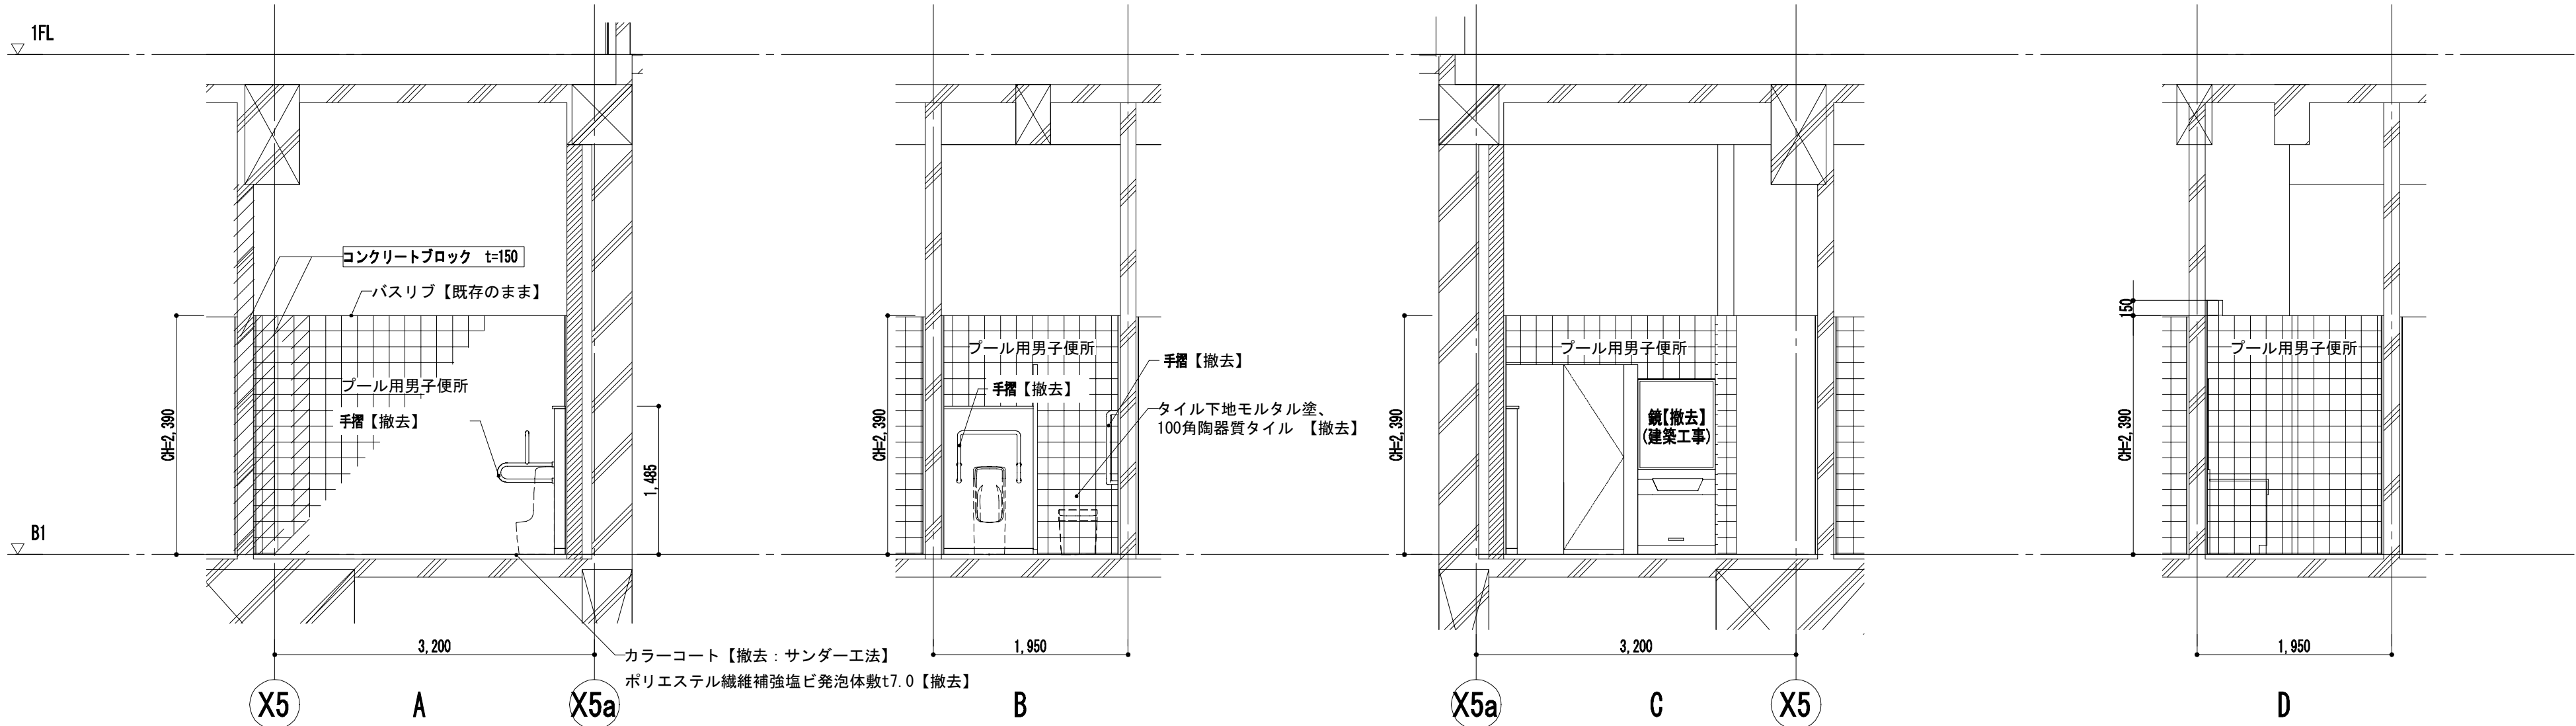 1FL
コンクリートブロック t=150
バスリブ【既存のまま】
プール用男子便所
手摺【撤去】
CH=2,390
1,485
B1
3,200
カラーコート【撤去：サンダー工法】
ポリエステル繊維補強塩ビ発泡体敷t7.0【撤去】
X5
A
X5a
プール用男子便所
手摺【撤去】
手摺【撤去】
タイル下地モルタル塗、
100角陶器質タイル 【撤去】
CH=2,390
1,950
B
プール用男子便所
鏡【撤去】
(建築工事)
CH=2,390
3,200
X5a
C
X5
150
プール用男子便所
CH=2,390
1,950
D